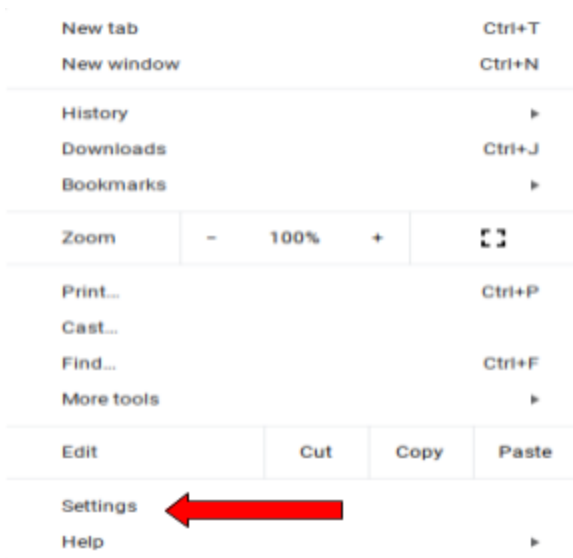 New tab Ctrl+T
New window Ctrl+N
History
Downloads Ctrl+J
Bookmarks
Zoom - 100% +
Print... Ctrl+P
Cast...
Find... Ctrl+F
More tools
Edit Cut Copy Paste
Settings
Help